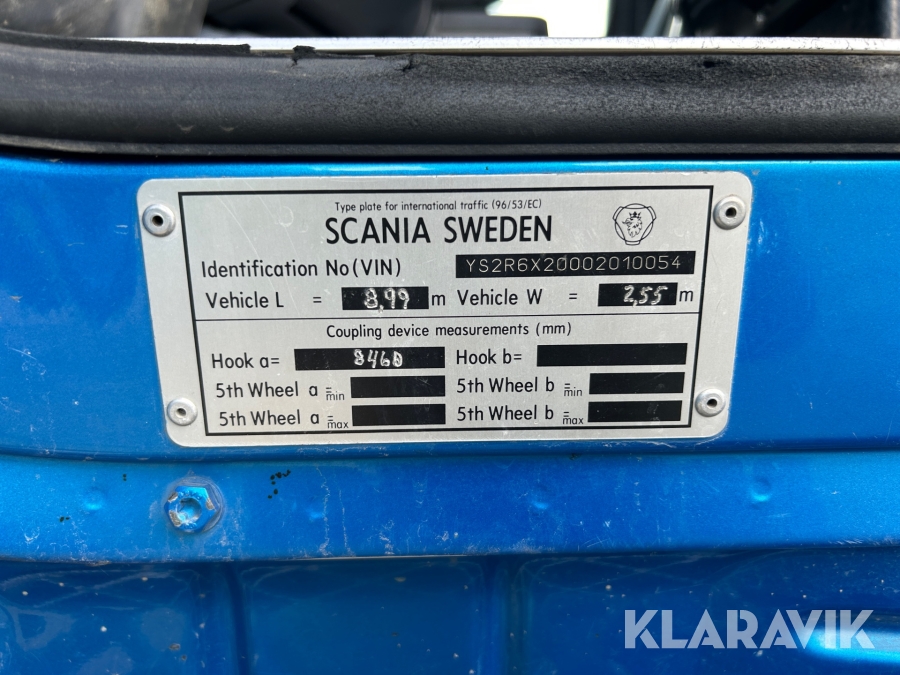 Type plate for international traffic (96/53/EC)
SCANIA SWEDEN
Identification No (VIN) YS2R6X20002010054
Vehicle L = 8,99 m Vehicle W = 2,55 m
Coupling device measurements (mm)
Hook a= 8460 Hook b=
5th Wheel a = min 5th Wheel b = min
5th Wheel a = max 5th Wheel b = max
KLARAVIK